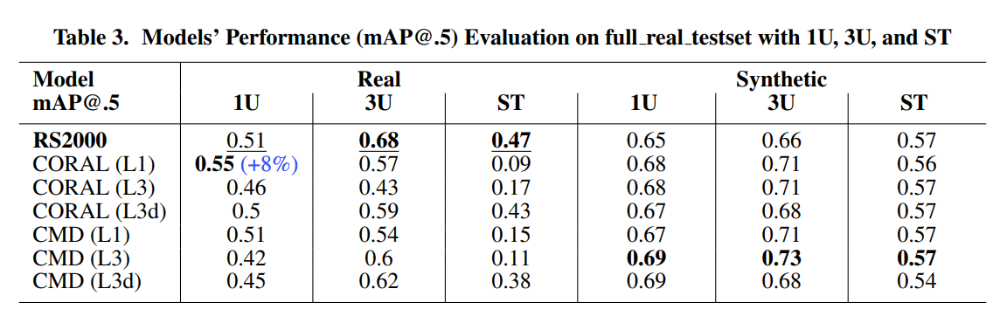 Table 3. Models' Performance (mAP@.5) Evaluation on full_real_testset with 1U, 3U, and ST
Model Real Synthetic
mAP@.5 1U 3U ST 1U 3U ST
RS2000 0.51 0.68 0.47 0.65 0.66 0.57
CORAL (L1) 0.55 (+8%) 0.57 0.09 0.68 0.71 0.56
CORAL (L3) 0.46 0.43 0.17 0.68 0.71 0.57
CORAL (L3d) 0.5 0.59 0.43 0.67 0.68 0.57
CMD (L1) 0.51 0.54 0.15 0.67 0.71 0.57
CMD (L3) 0.42 0.6 0.11 0.69 0.73 0.57
CMD (L3d) 0.45 0.62 0.38 0.69 0.68 0.54